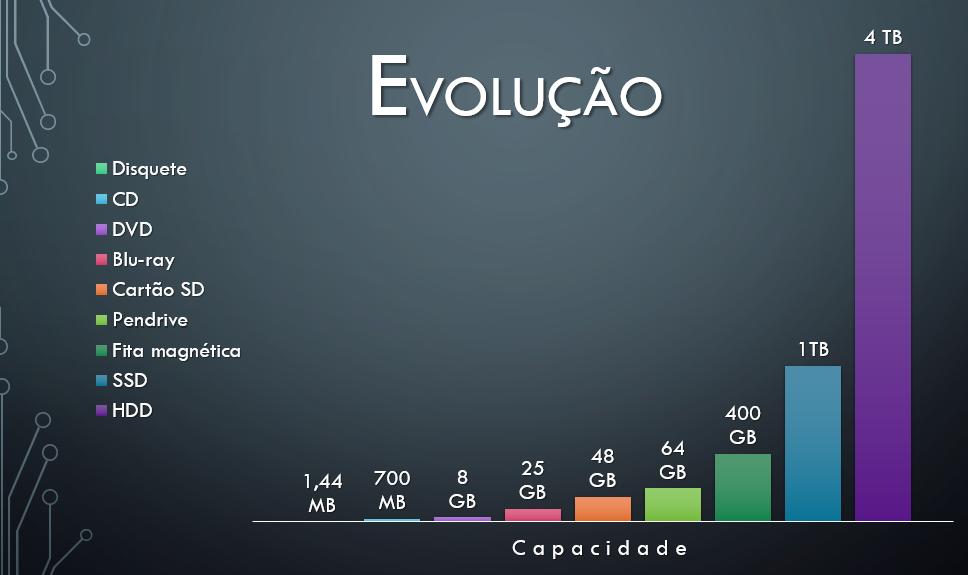 Evolução
Disquete
CD
DVD
Blu-ray
Cartão SD
Pendrive
Fita magnética
SSD
HDD
1,44
MB
700
MB
8
GB
25
GB
48
GB
64
GB
400
GB
1TB
4 TB
Capacidade